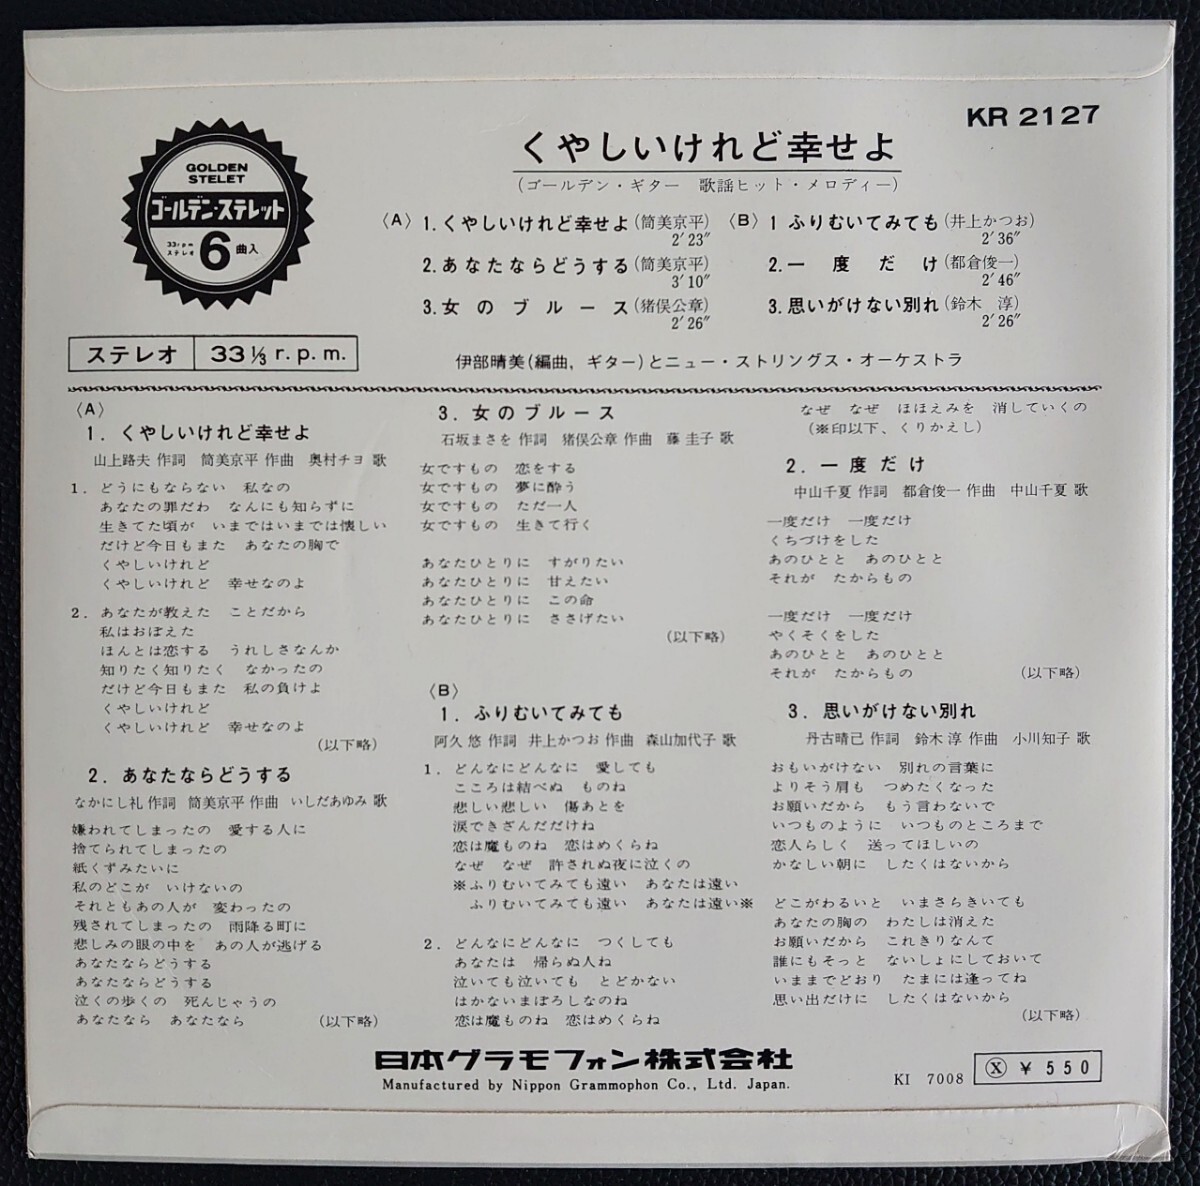 KR 2127
GOLDEN
STELET
ゴールデン・ステレット
33rpm
ステレオ 6 曲入
ステレオ 33 1/3 r.p.m.
くやしいけれど幸せよ
(ゴールデン・ギター 歌謡ヒット・メロディー)
〈A〉 1. くやしいけれど幸せよ(筒美京平)
2′23″
2. あなたならどうする(筒美京平)
3′10″
3. 女のブルース(猪俣公章)
2′26″
〈B〉 1 ふりむいてみても(井上かつお)
2′36″
2. 一度だけ(都倉俊一)
2′46″
3. 思いがけない別れ(鈴木 淳)
2′26″
伊部晴美(編曲, ギター)とニュー・ストリングス・オーケストラ
〈A〉
1. くやしいけれど幸せよ
山上路夫 作詞 筒美京平 作曲 奥村チヨ 歌
1. どうにもならない 私なの
あなたの罪だわ なんにも知らずに
生きてた頃が いまではいまでは懐しい
だけど今日もまた あなたの胸で
くやしいけれど
くやしいけれど 幸せなのよ
2. あなたが教えた ことだから
私はおぼえた
ほんとは恋する うれしさなんか
知りたく知りたく なかったの
だけど今日もまた 私の負けよ
くやしいけれど
くやしいけれど 幸せなのよ
(以下略)
2. あなたならどうする
なかにし礼 作詞 筒美京平 作曲 いしだあゆみ 歌
嫌われてしまったの 愛する人に
捨てられてしまったの
紙くずみたいに
私のどこが いけないの
それともあの人が 変わったの
残されてしまったの 雨降る町に
悲しみの眼の中を あの人が逃げる
あなたならどうする
あなたならどうする
泣くの歩くの 死んじゃうの
あなたなら あなたなら (以下略)
3. 女のブルース
石坂まさを 作詞 猪俣公章 作曲 藤 圭子 歌
女ですもの 恋をする
女ですもの 夢に酔う
女ですもの ただ一人
女ですもの 生きて行く
あなたひとりに すがりたい
あなたひとりに 甘えたい
あなたひとりに この命
あなたひとりに ささげたい
(以下略)
〈B〉
1. ふりむいてみても
阿久 悠 作詞 井上かつお 作曲 森山加代子 歌
1. どんなにどんなに 愛しても
こころは結べぬ ものね
悲しい悲しい 傷あとを
涙できざんだだけね
恋は魔ものね 恋はめくらね
なぜ なぜ 許されぬ夜に泣くの
※ふりむいてみても遠い あなたは遠い
ふりむいてみても遠い あなたは遠い※
2. どんなにどんなに つくしても
あなたは 帰らぬ人ね
泣いても泣いても とどかない
はかないまぼろしなのね
恋は魔ものね 恋はめくらね
なぜ なぜ ほほえみを 消していくの
(※印以下、くりかえし)
2. 一度だけ
中山千夏 作詞 都倉俊一 作曲 中山千夏 歌
一度だけ 一度だけ
くちづけをした
あのひとと あのひとと
それが たからもの
一度だけ 一度だけ
やくそくをした
あのひとと あのひとと
それが たからもの (以下略)
3. 思いがけない別れ
丹古晴己 作詞 鈴木 淳 作曲 小川知子 歌
おもいがけない 別れの言葉に
よりそう肩も つめたくなった
お願いだから もう言わないで
いつものように いつものところまで
恋人らしく 送ってほしいの
かなしい朝に したくはないから
どこがわるいと いまさらきいても
あなたの胸の わたしは消えた
お願いだから これきりなんて
誰にもそっと ないしょにしておいて
いままでどおり たまには逢ってね
思い出だけに したくはないから
(以下略)
日本グラモフォン株式会社
Manufactured by Nippon Grammophon Co., Ltd. Japan.
KI 7008 Ⓧ ¥ 550